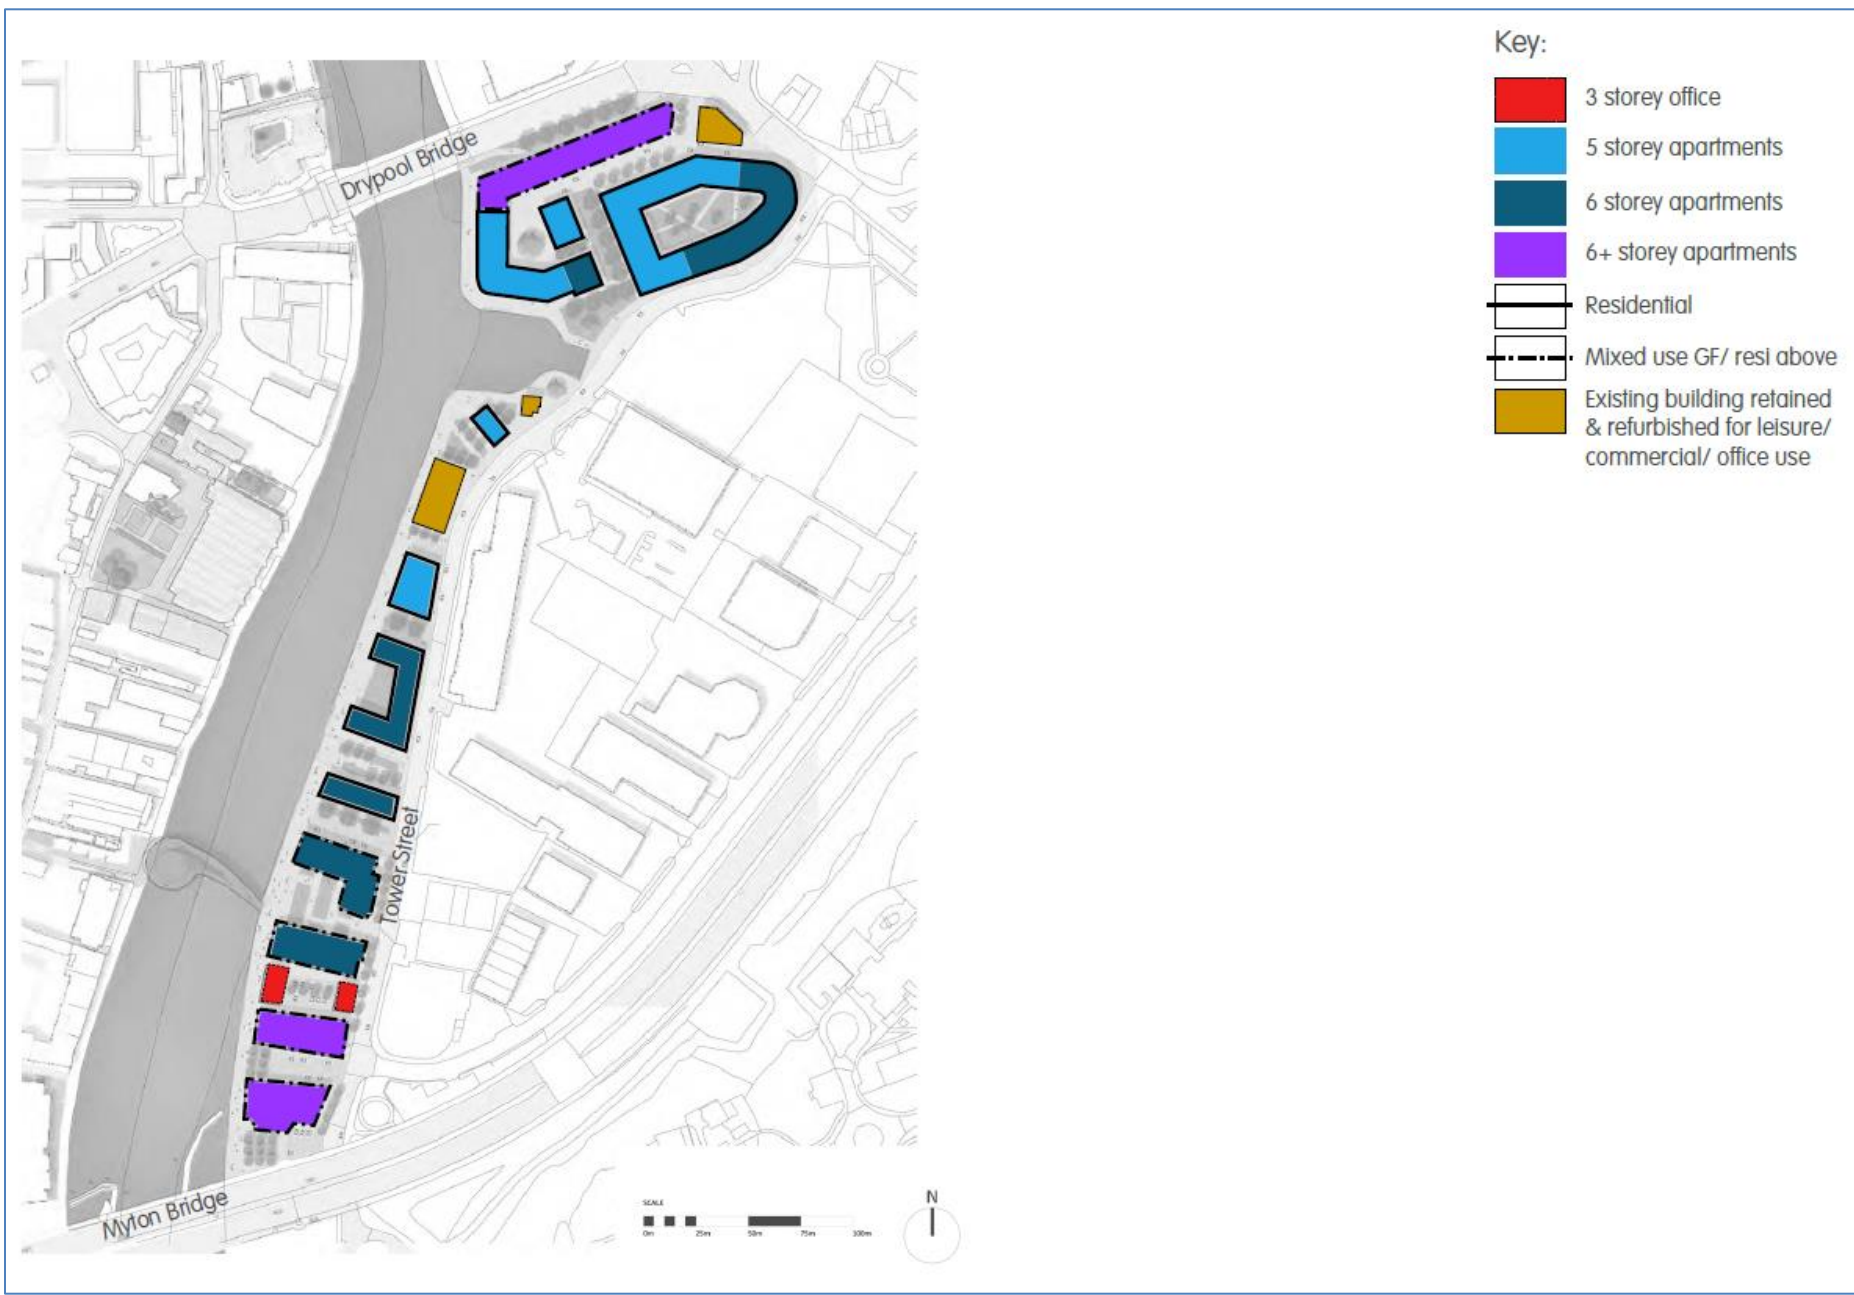 Key:
3 storey office
5 storey apartments
6 storey apartments
6+ storey apartments
Residential
Mixed use GF/ resi above
Existing building retained
& refurbished for leisure/
commercial/ office use
Drypool Bridge
Tower Street
Myton Bridge
SCALE
0m 25m 50m 75m 100m
N